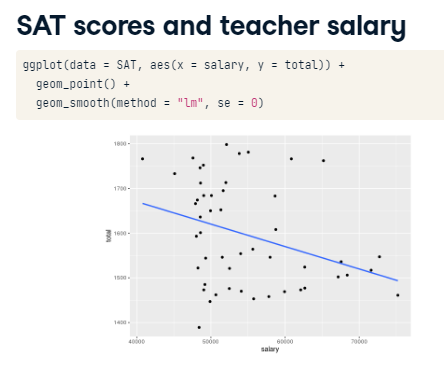 SAT scores and teacher salary
ggplot(data = SAT, aes(x = salary, y = total)) +
geom_point() +
geom_smooth(method = "lm", se = 0)
1800
1700
1600
1500
1400
total
40000 50000 60000 70000
salary